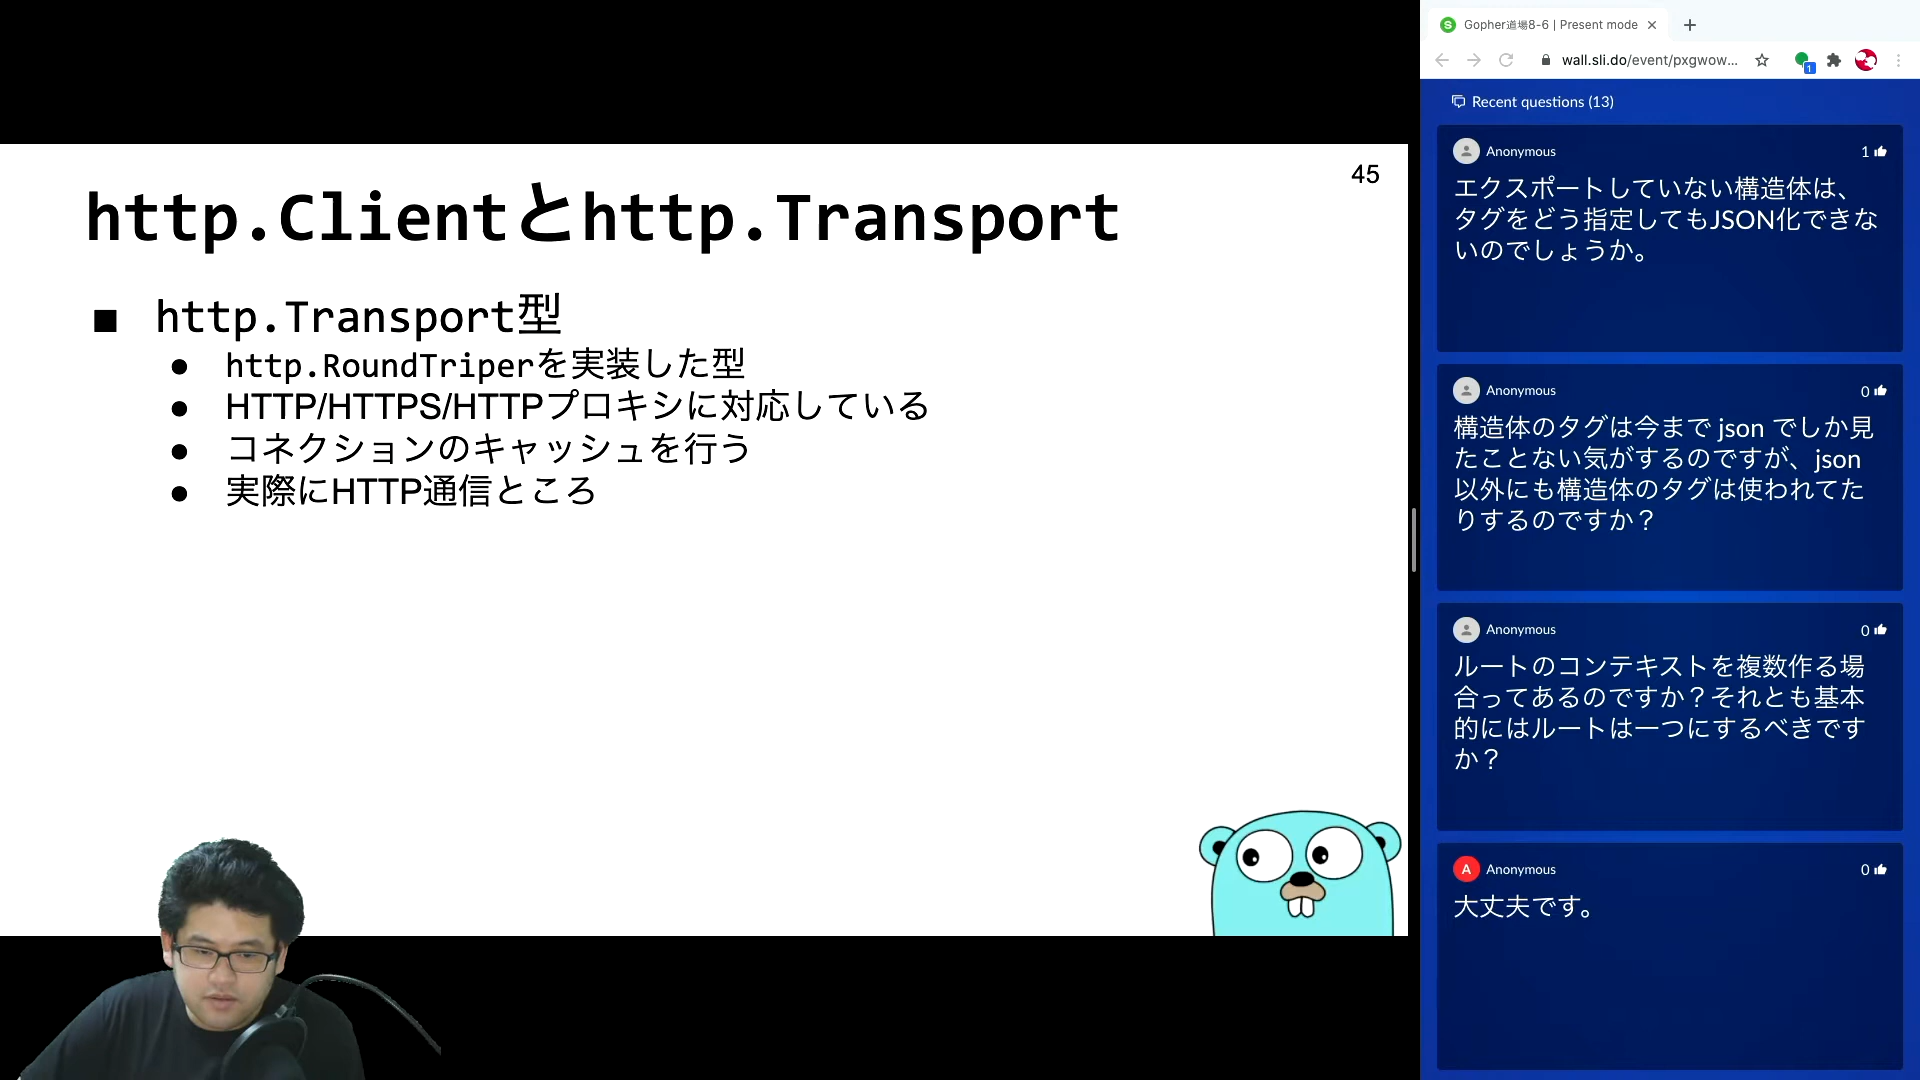 45
http.Clientとhttp.Transport
■ http.Transport型
● http.RoundTriperを実装した型
● HTTP/HTTPS/HTTPプロキシに対応している
● コネクションのキャッシュを行う
● 実際にHTTP通信ところ
S Gopher道場8-6 | Present mode
wall.sli.do/event/pxgwow...
1
Recent questions (13)
Anonymous 1
エクスポートしていない構造体は、
タグをどう指定してもJSON化できな
いのでしょうか。
Anonymous 0
構造体のタグは今まで json でしか見
たことない気がするのですが、json
以外にも構造体のタグは使われてた
りするのですか？
Anonymous 0
ルートのコンテキストを複数作る場
合ってあるのですか？それとも基本
的にはルートは一つにするべきです
か？
A Anonymous 0
大丈夫です。